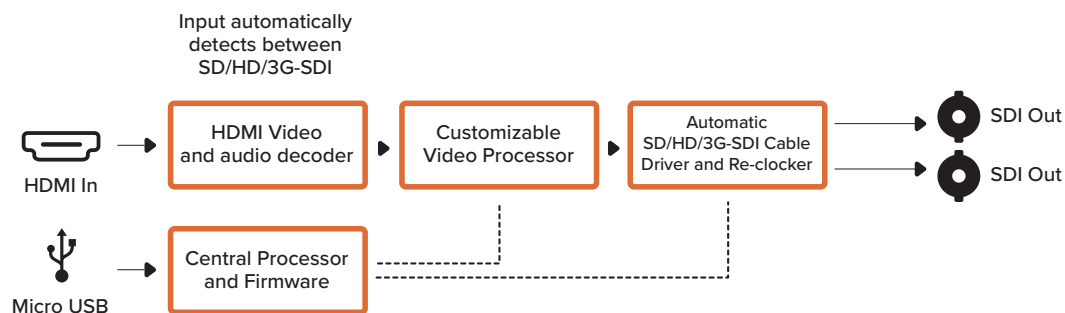 Input automatically
detects between
SD/HD/3G-SDI
HDMI In
HDMI Video
and audio decoder
Customizable
Video Processor
Automatic
SD/HD/3G-SDI Cable
Driver and Re-clocker
SDI Out
SDI Out
Micro USB
Central Processor
and Firmware